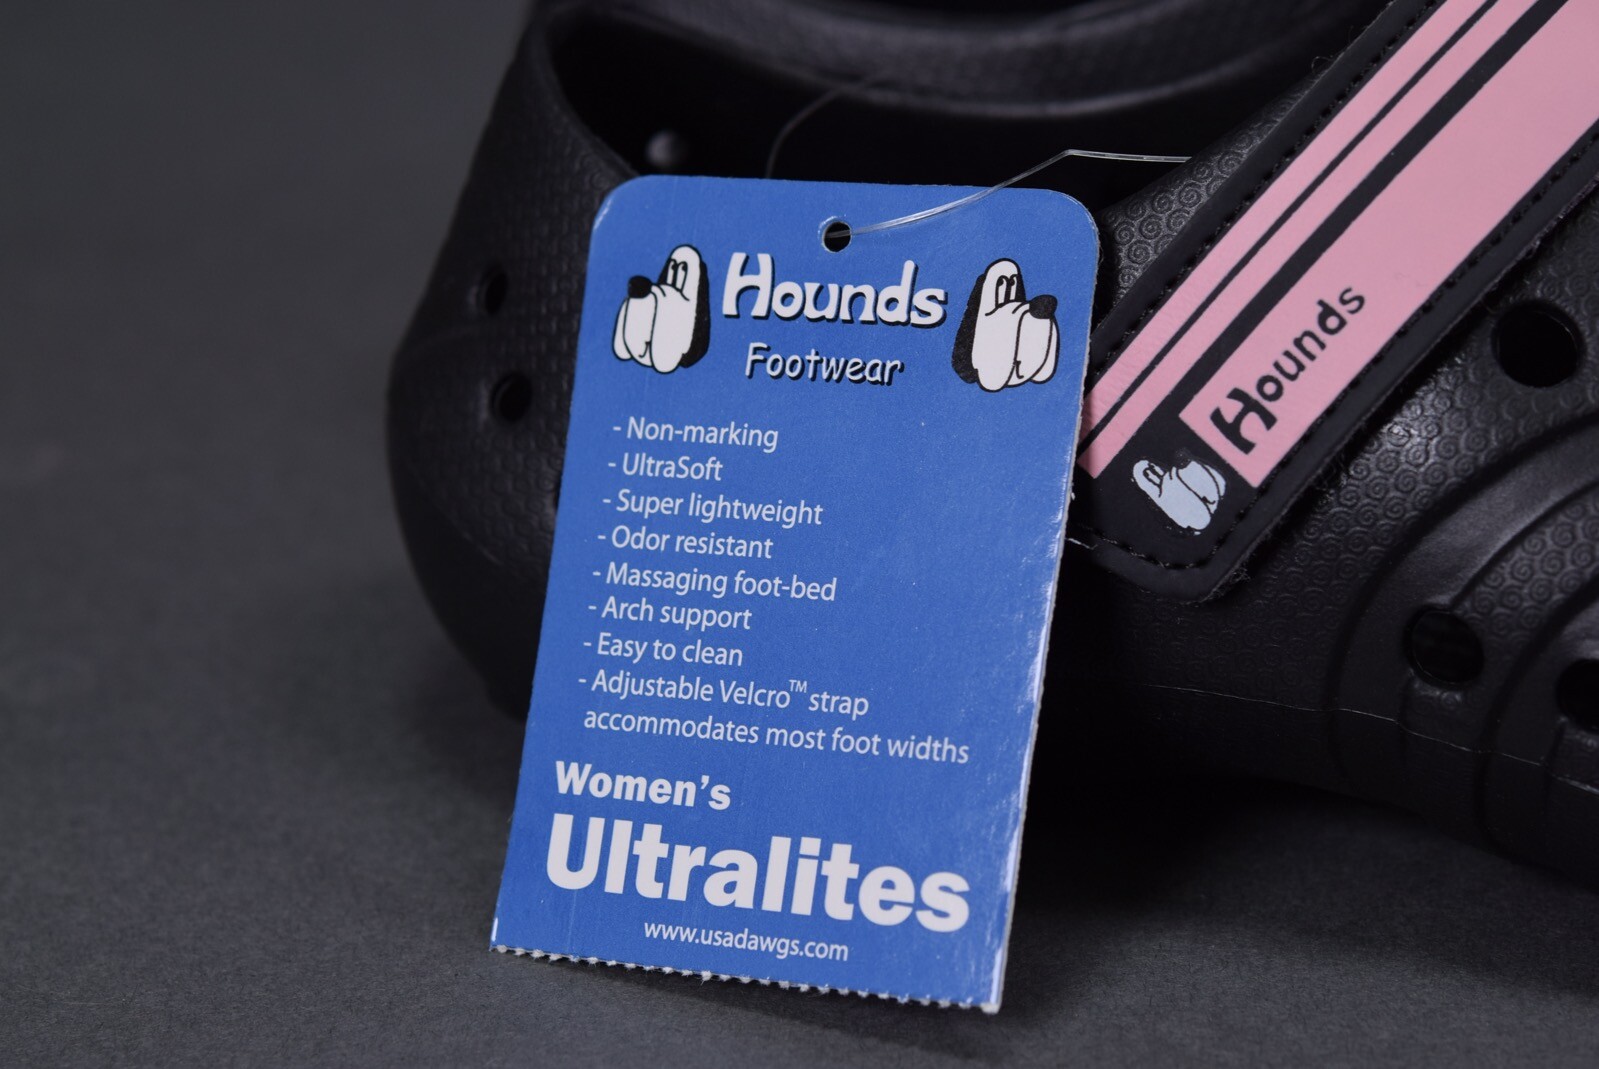 Hounds
Footwear
- Non-marking
- UltraSoft
- Super lightweight
- Odor resistant
- Massaging foot-bed
- Arch support
- Easy to clean
- Adjustable Velcro™ strap
accommodates most foot widths
Women's
Ultralites
www.usadawgs.com
Hounds